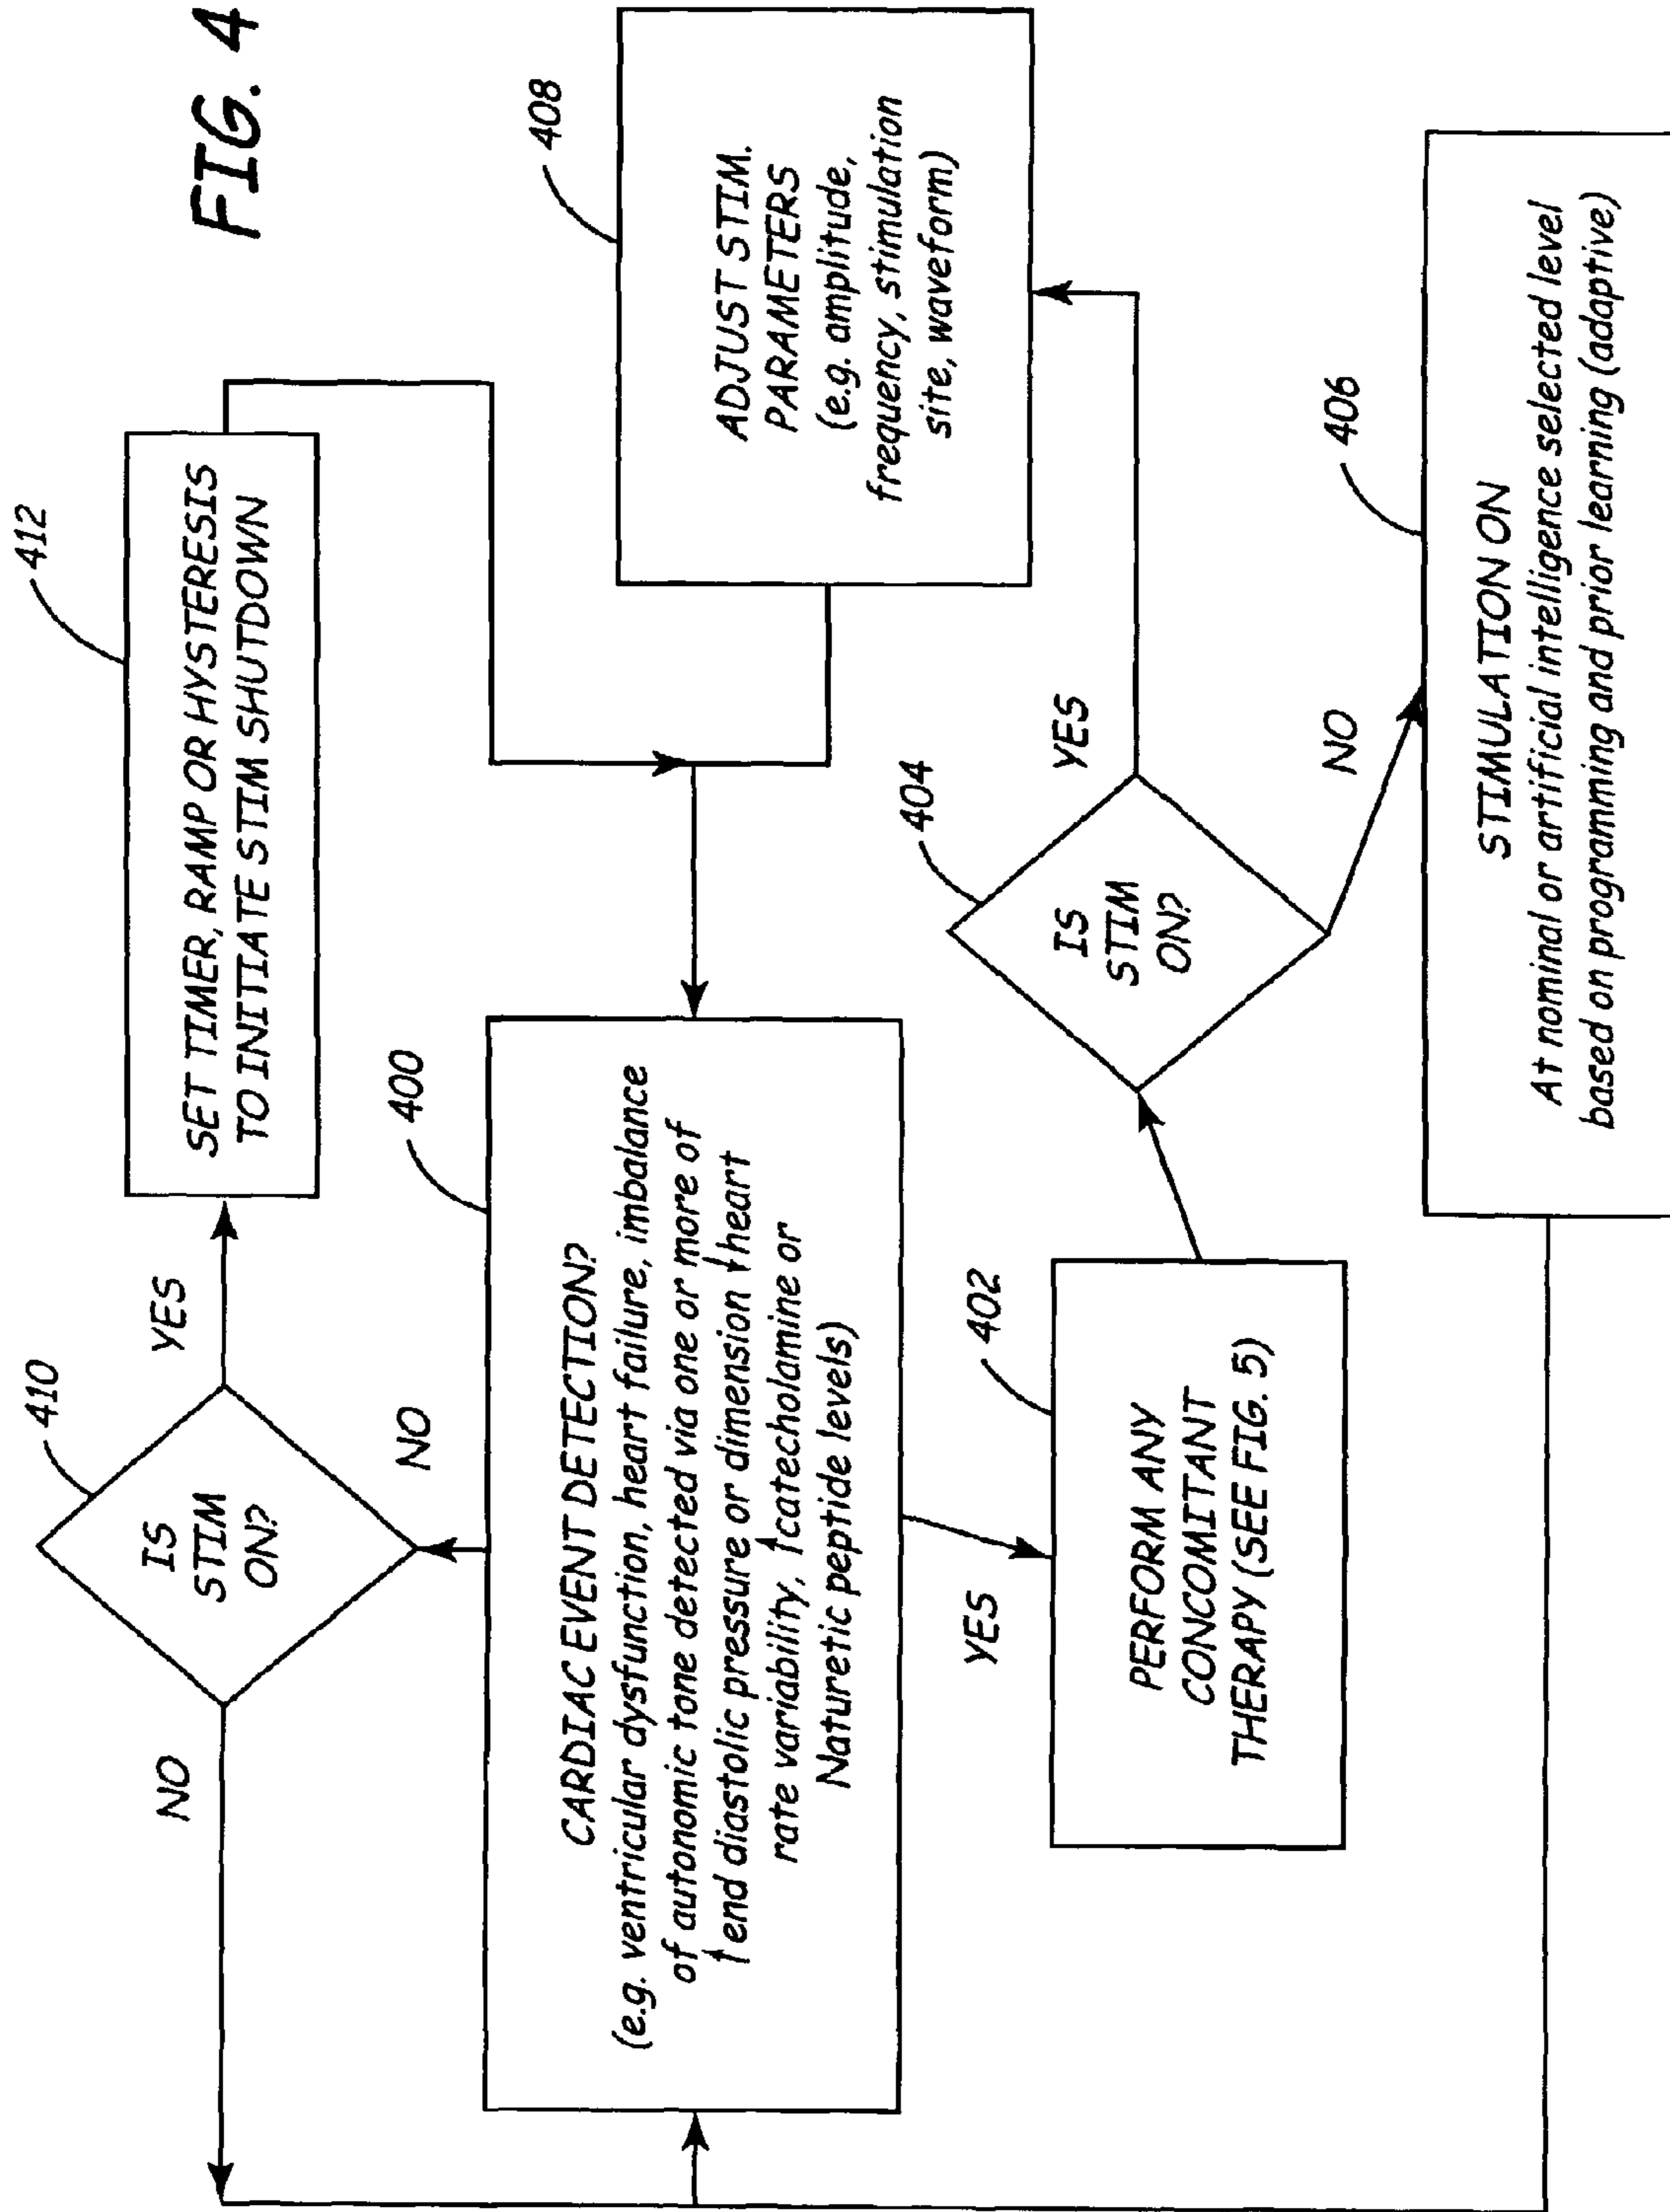 FIG. 4
412
SET TIMER, RAMP OR HYSTERESIS
TO INITIATE STIM SHUTDOWN
410
IS
STIM
ON?
YES
NO
NO
400
CARDIAC EVENT DETECTION?
(e.g. ventricular dysfunction, heart failure, imbalance
of autonomic tone detected via one or more of
↑end diastolic pressure or dimension ↓heart
rate variability, ↑catecholamine or
Naturetic peptide levels)
YES
402
PERFORM ANY
CONCOMITANT
THERAPY (SEE FIG. 5)
404
IS
STIM
ON?
YES
NO
408
ADJUST STIM.
PARAMETERS
(e.g. amplitude,
frequency, stimulation
site, waveform)
406
STIMULATION ON
At nominal or artificial intelligence selected level
based on programming and prior learning (adaptive)